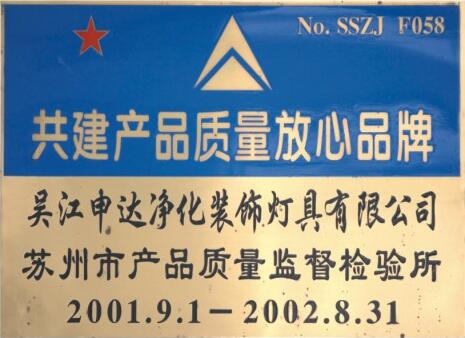 No. SSZJ F058
共建产品质量放心品牌
吴江申达净化装饰灯具有限公司
苏州市产品质量监督检验所
2001.9.1－2002.8.31